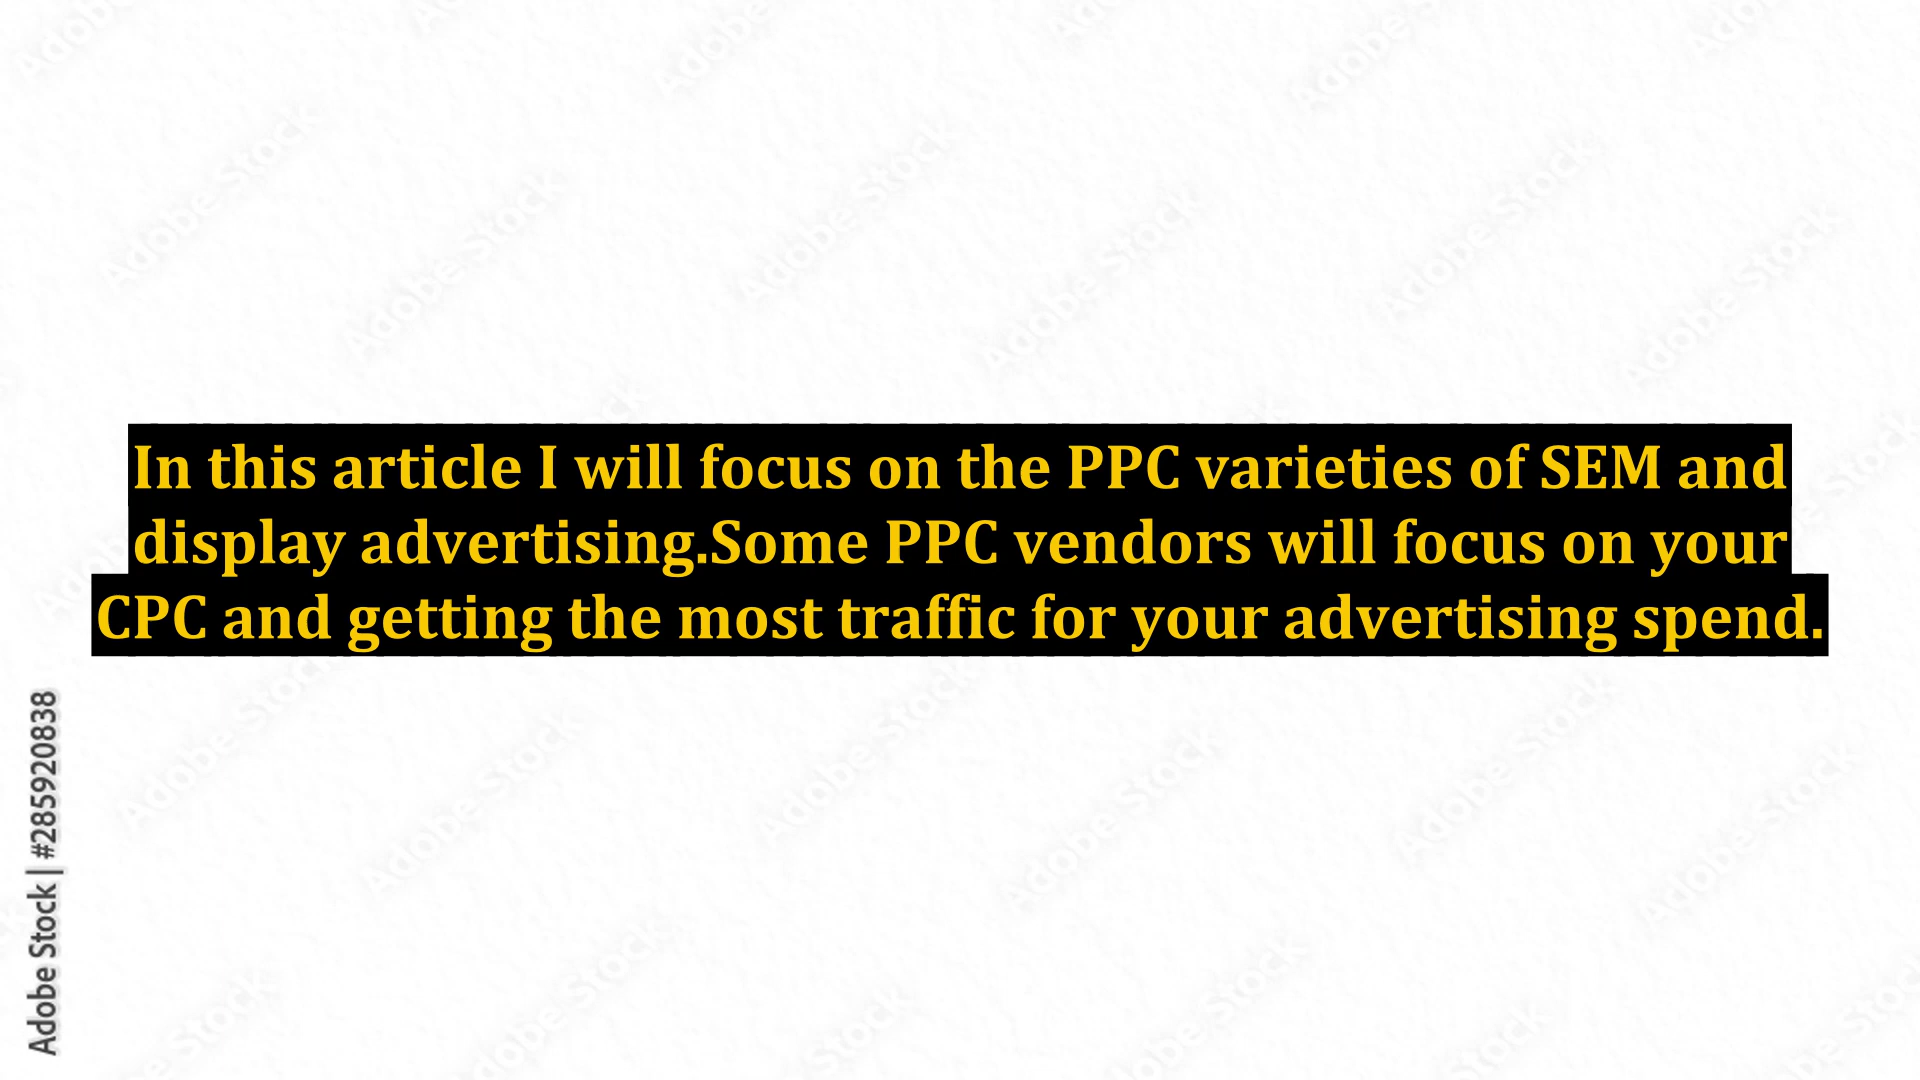 In this article I will focus on the PPC varieties of SEM and
display advertising.Some PPC vendors will focus on your
CPC and getting the most traffic for your advertising spend.
Adobe Stock | #285920838